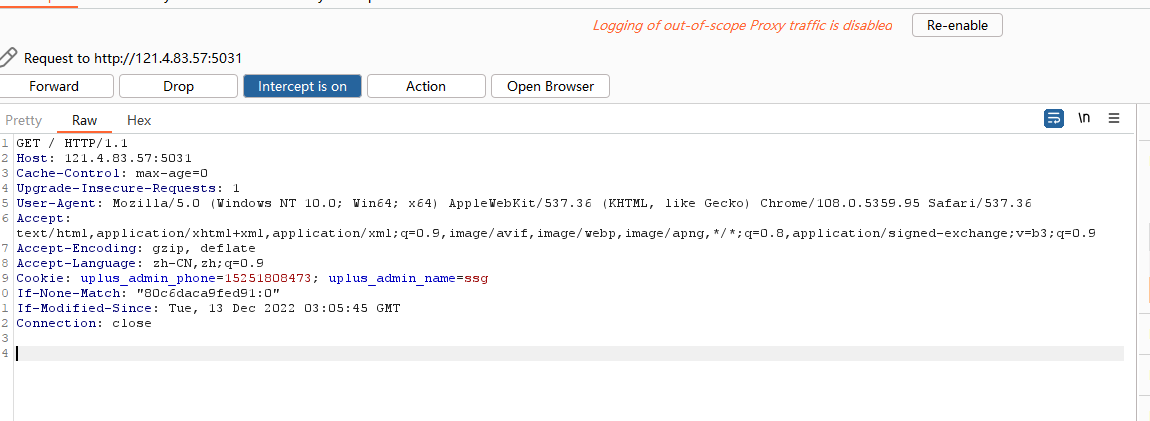 Logging of out-of-scope Proxy traffic is disabled
Re-enable
Request to http://121.4.83.57:5031
Forward
Drop
Intercept is on
Action
Open Browser
Pretty
Raw
Hex
\n
1 GET / HTTP/1.1
2 Host: 121.4.83.57:5031
3 Cache-Control: max-age=0
4 Upgrade-Insecure-Requests: 1
5 User-Agent: Mozilla/5.0 (Windows NT 10.0; Win64; x64) AppleWebKit/537.36 (KHTML, like Gecko) Chrome/108.0.5359.95 Safari/537.36
6 Accept:
text/html,application/xhtml+xml,application/xml;q=0.9,image/avif,image/webp,image/apng,*/*;q=0.8,application/signed-exchange;v=b3;q=0.9
7 Accept-Encoding: gzip, deflate
8 Accept-Language: zh-CN,zh;q=0.9
9 Cookie: uplus_admin_phone=15251808473; uplus_admin_name=ssg
0 If-None-Match: "80c6daca9fed91:0"
1 If-Modified-Since: Tue, 13 Dec 2022 03:05:45 GMT
2 Connection: close
3
4